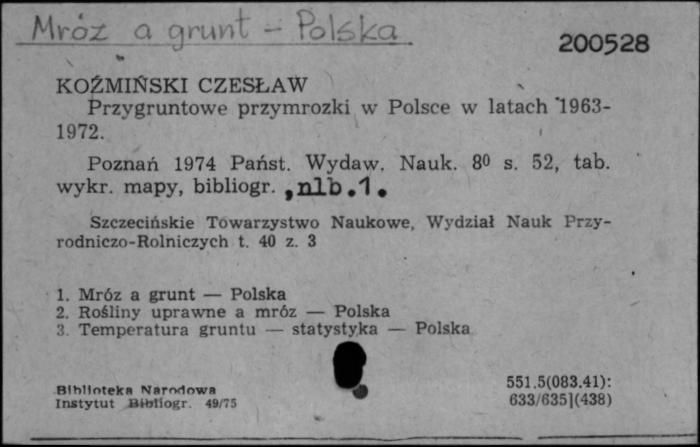 Mróz a grunt - Polska
200528
KOŹMIŃSKI CZESŁAW
Przygruntowe przymrozki w Polsce w latach 1963-
1972.
Poznań 1974 Państ. Wydaw. Nauk. 8⁰ s. 52, tab.
wykr. mapy, bibliogr. , nlb.1.
Szczecińskie Towarzystwo Naukowe, Wydział Nauk Przy-
rodniczo-Rolniczych t. 40 z. 3
1. Mróz a grunt — Polska
2. Rośliny uprawne a mróz — Polska
3. Temperatura gruntu — statystyka — Polska
Biblioteka Narodowa
Instytut Bibliogr. 49/75
551.5(083.41):
633/635](438)